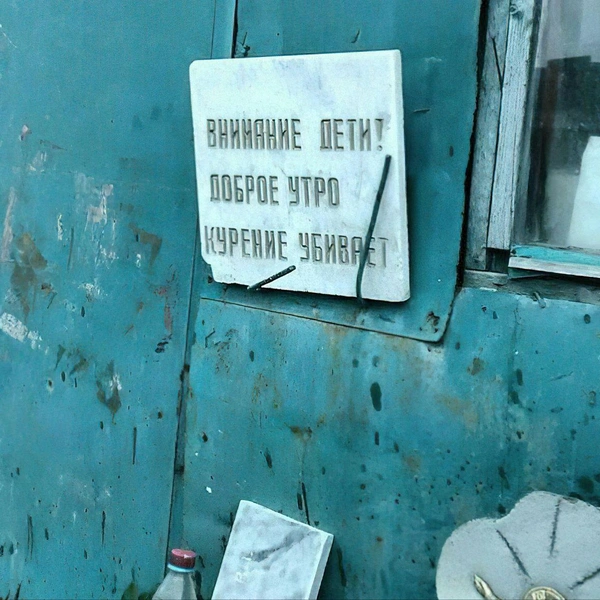 ВНИМАНИЕ ДЕТИ!
ДОБРОЕ УТРО
КУРЕНИЕ УБИВАЕТ